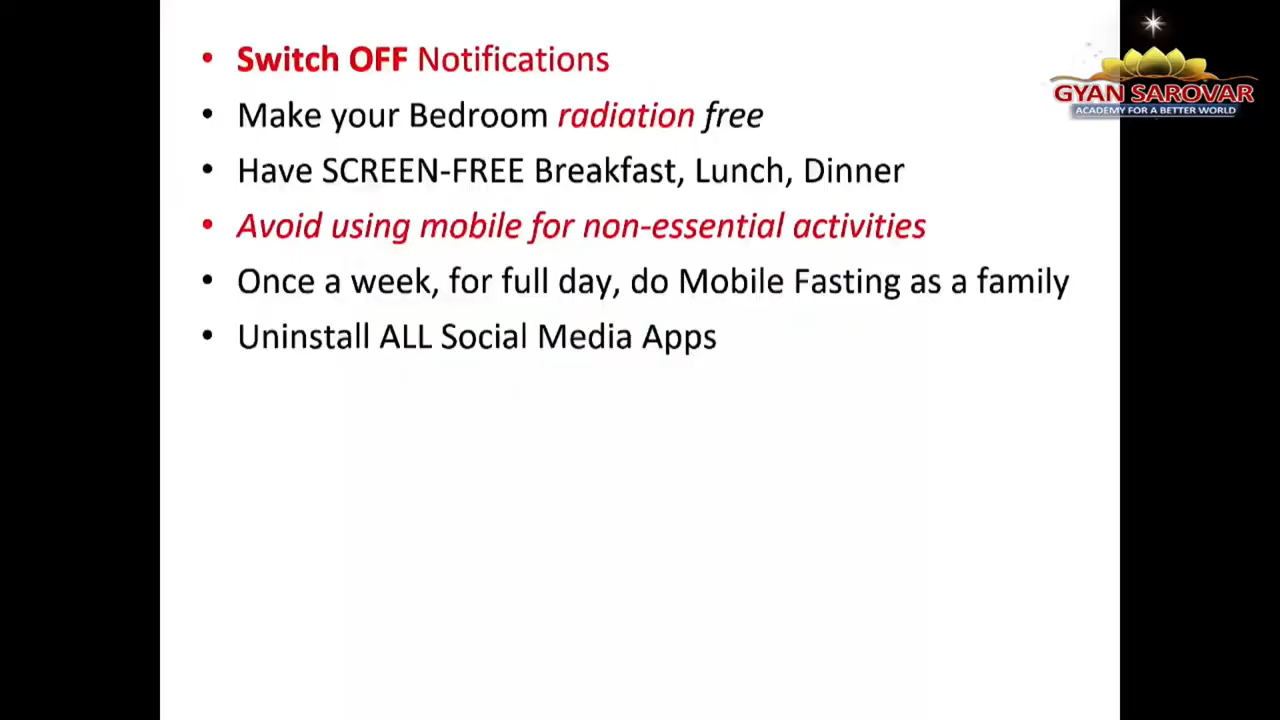 • Switch OFF Notifications
• Make your Bedroom radiation free
• Have SCREEN-FREE Breakfast, Lunch, Dinner
• Avoid using mobile for non-essential activities
• Once a week, for full day, do Mobile Fasting as a family
• Uninstall ALL Social Media Apps
GYAN SAROVAR
ACADEMY FOR A BETTER WORLD